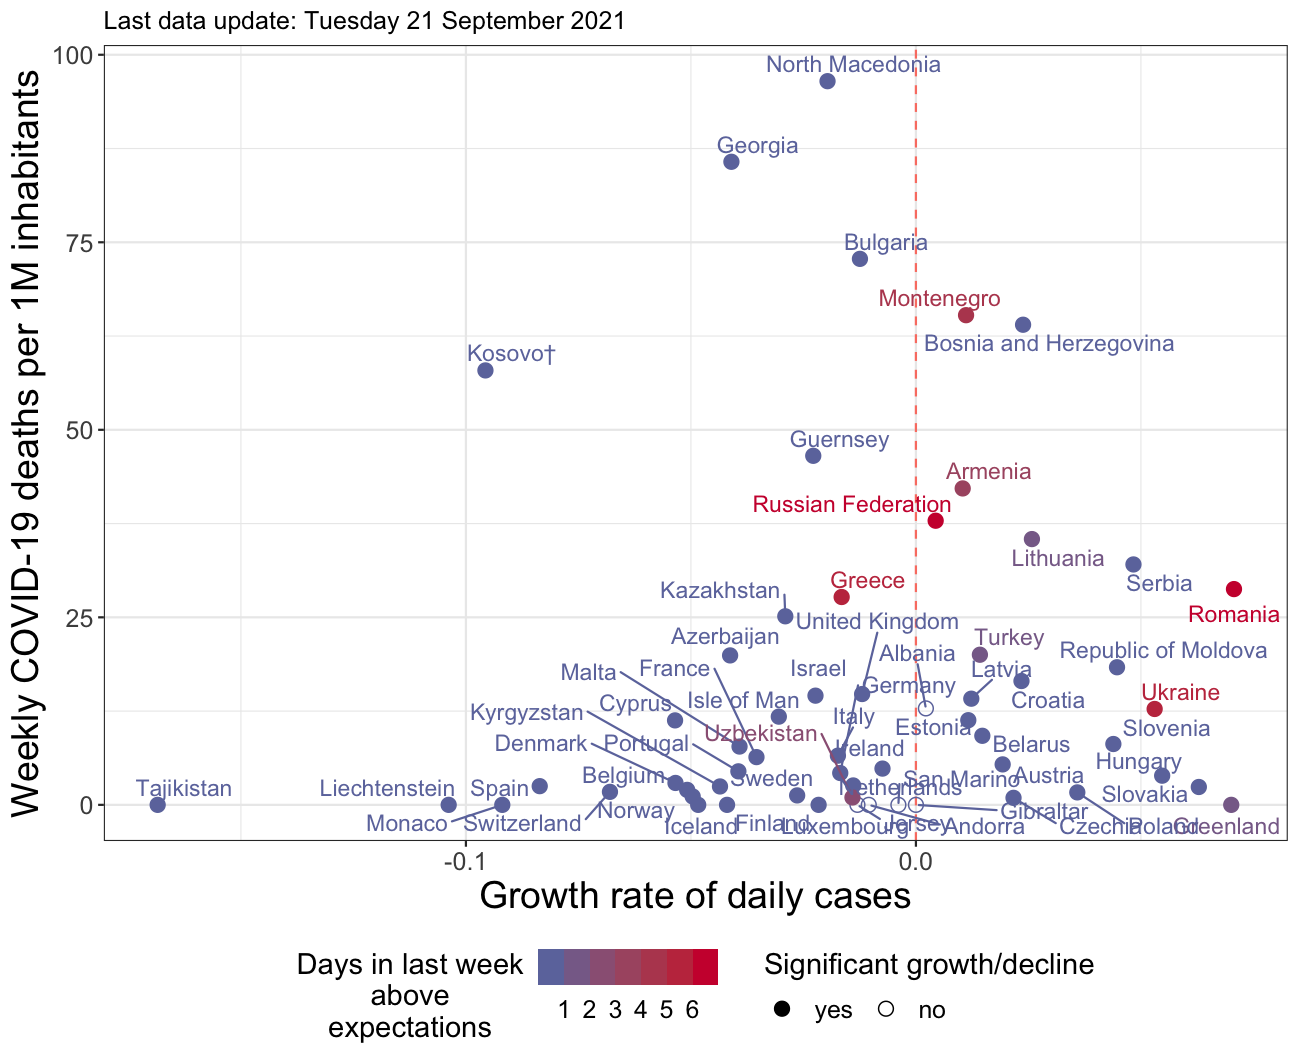 Last data update: Tuesday 21 September 2021
100
North Macedonia
Georgia
75
Bulgaria
Montenegro
Bosnia and Herzegovina
Kosovo†
50
Guernsey
Armenia
Russian Federation
Lithuania
Greece
Serbia
Kazakhstan
Romania
25
United Kingdom
Azerbaijan
Turkey
Albania
Republic of Moldova
Malta
France
Israel
Latvia
Germany
Ukraine
Cyprus
Isle of Man
Croatia
Kyrgyzstan
Italy
Estonia
Slovenia
Uzbekistan
Denmark
Portugal
Ireland
Belarus
Hungary
Belgium
Sweden
San Marino
Austria
Tajikistan
Liechtenstein
Spain
Netherlands
Slovakia
0
Norway
Gibraltar
Monaco
Switzerland
Iceland
Finland
Luxembourg
Jersey
Andorra
Czechia
Poland
Greenland
Weekly COVID-19 deaths per 1M inhabitants
-0.1
0.0
Growth rate of daily cases
Days in last week
above
expectations
1 2 3 4 5 6
Significant growth/decline
yes
no